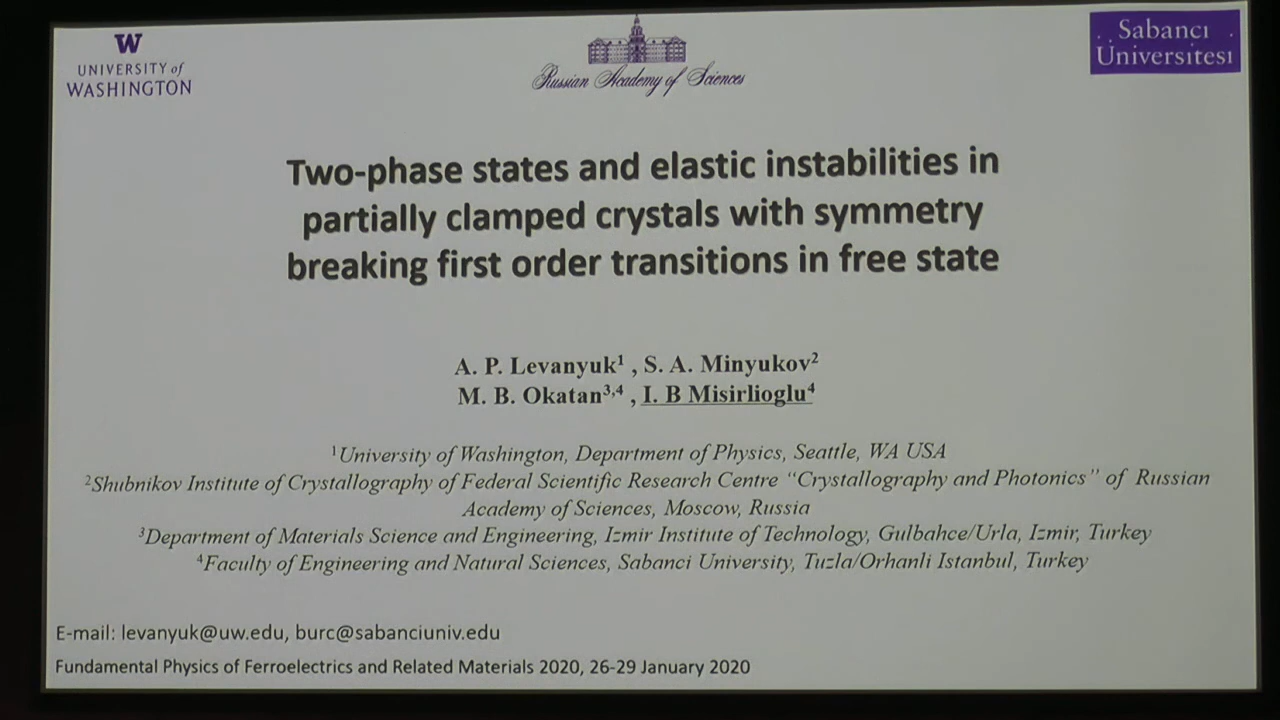 W
UNIVERSITY of
WASHINGTON
Russian Academy of Sciences
Sabancı
Üniversitesi
Two-phase states and elastic instabilities in
partially clamped crystals with symmetry
breaking first order transitions in free state
A. P. Levanyuk¹ , S. A. Minyukov²
M. B. Okatan³,⁴ , I. B Misirlioglu⁴
¹University of Washington, Department of Physics, Seattle, WA USA
²Shubnikov Institute of Crystallography of Federal Scientific Research Centre “Crystallography and Photonics” of Russian
Academy of Sciences, Moscow, Russia
³Department of Materials Science and Engineering, Izmir Institute of Technology, Gulbahce/Urla, Izmir, Turkey
⁴Faculty of Engineering and Natural Sciences, Sabanci University, Tuzla/Orhanli Istanbul, Turkey
E-mail: levanyuk@uw.edu, burc@sabanciuniv.edu
Fundamental Physics of Ferroelectrics and Related Materials 2020, 26-29 January 2020